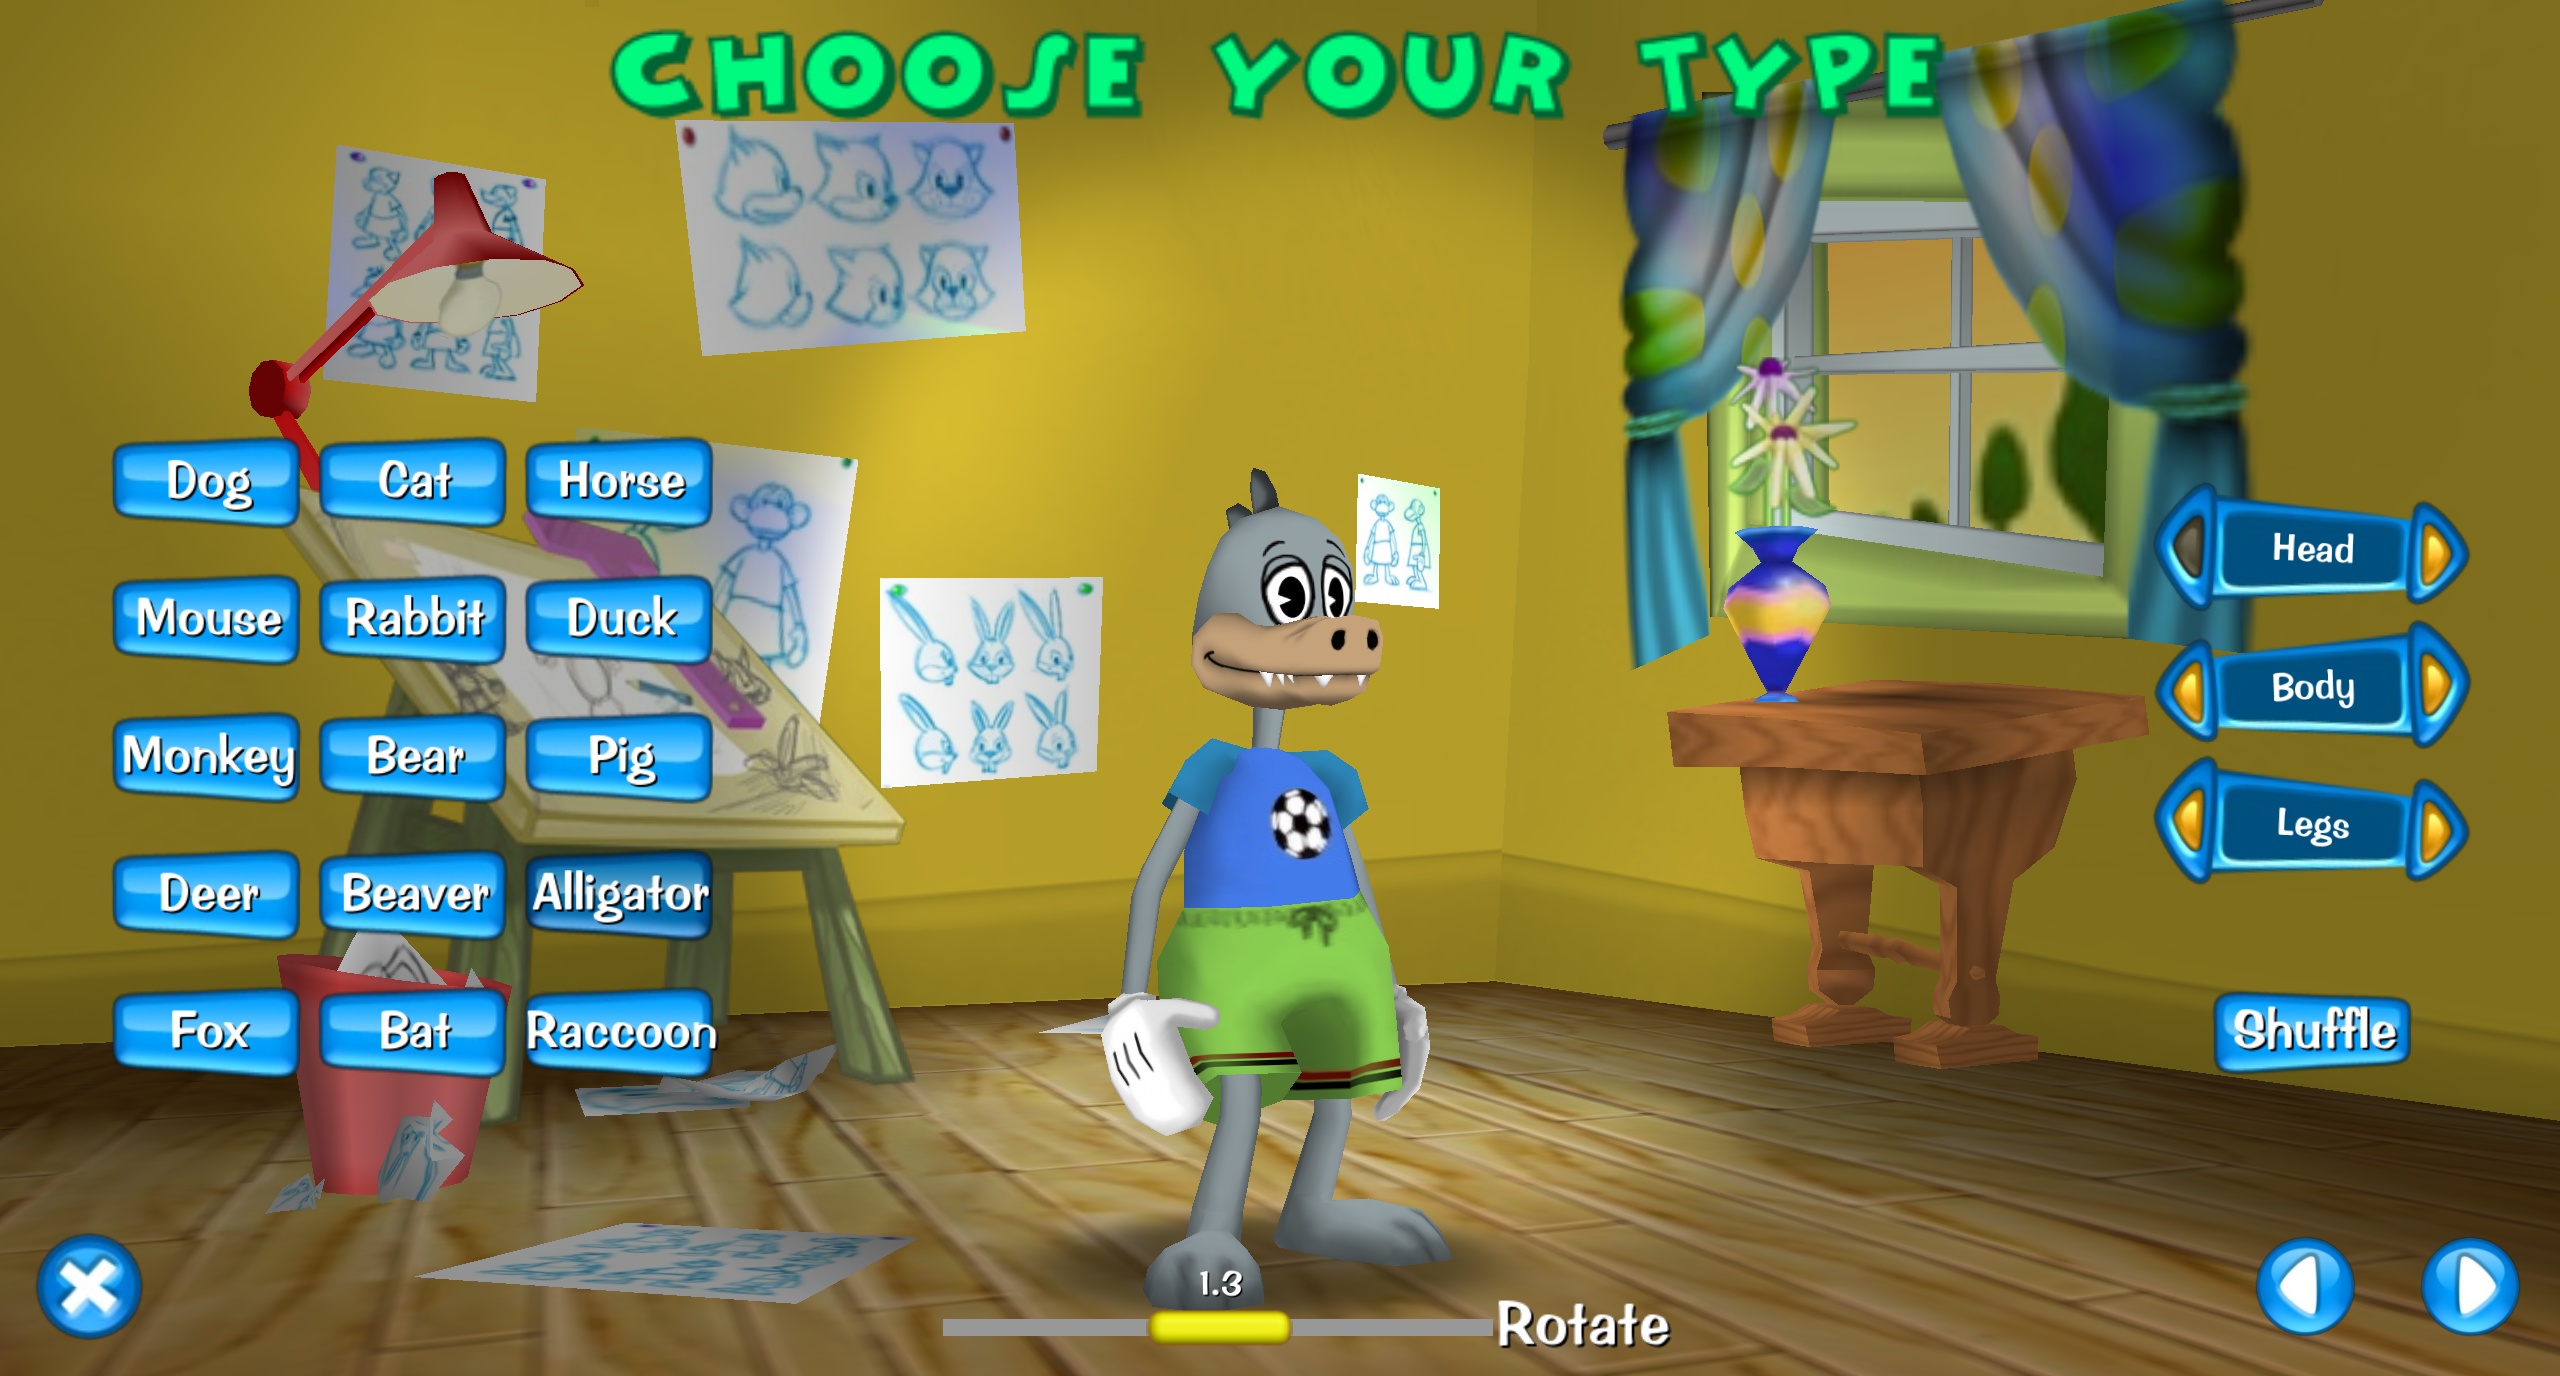 CHOOSE YOUR TYPE
Dog Cat Horse
Mouse Rabbit Duck
Monkey Bear Pig
Deer Beaver Alligator
Fox Bat Raccoon
Head
Body
Legs
Shuffle
1.3
Rotate